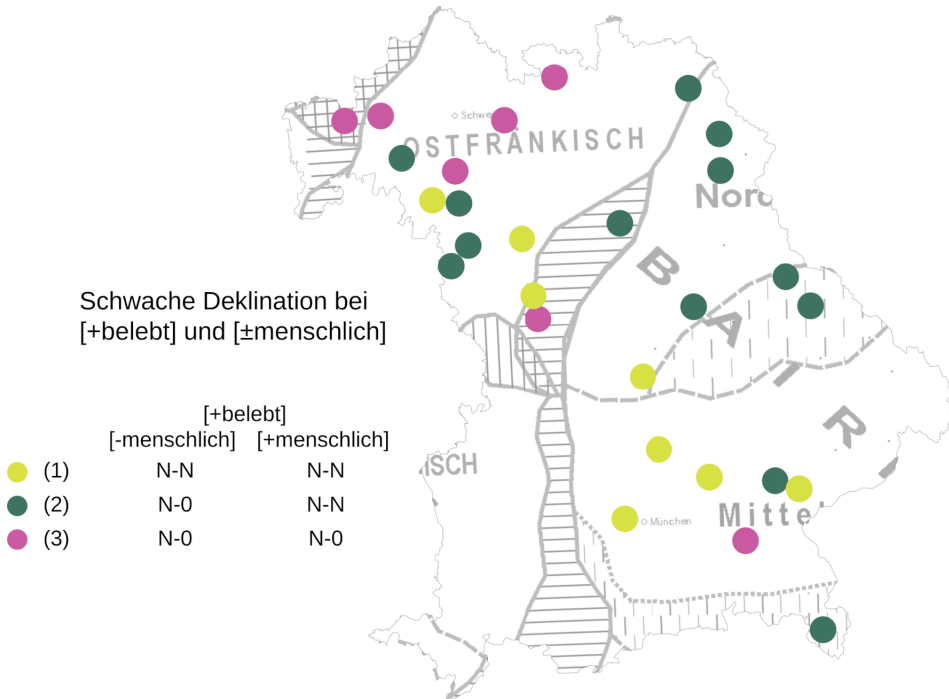 Schwe
OSTFRÄNKISCH
Nord
B
A
I
R
Schwache Deklination bei
[+belebt] und [±menschlich]
[+belebt]
[-menschlich] [+menschlich]
(1) N-N N-N
(2) N-0 N-N
(3) N-0 N-0
ISCH
München
Mittel